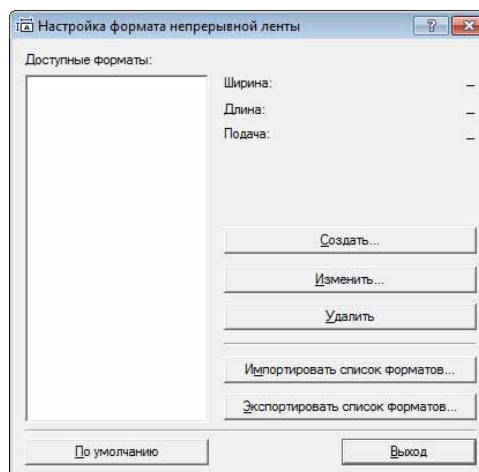 Настройка формата непрерывной ленты
Доступные форматы:
Ширина: –
Длина: –
Подача: –
Создать...
Изменить...
Удалить
Импортировать список форматов...
Экспортировать список форматов...
По умолчанию
Выход